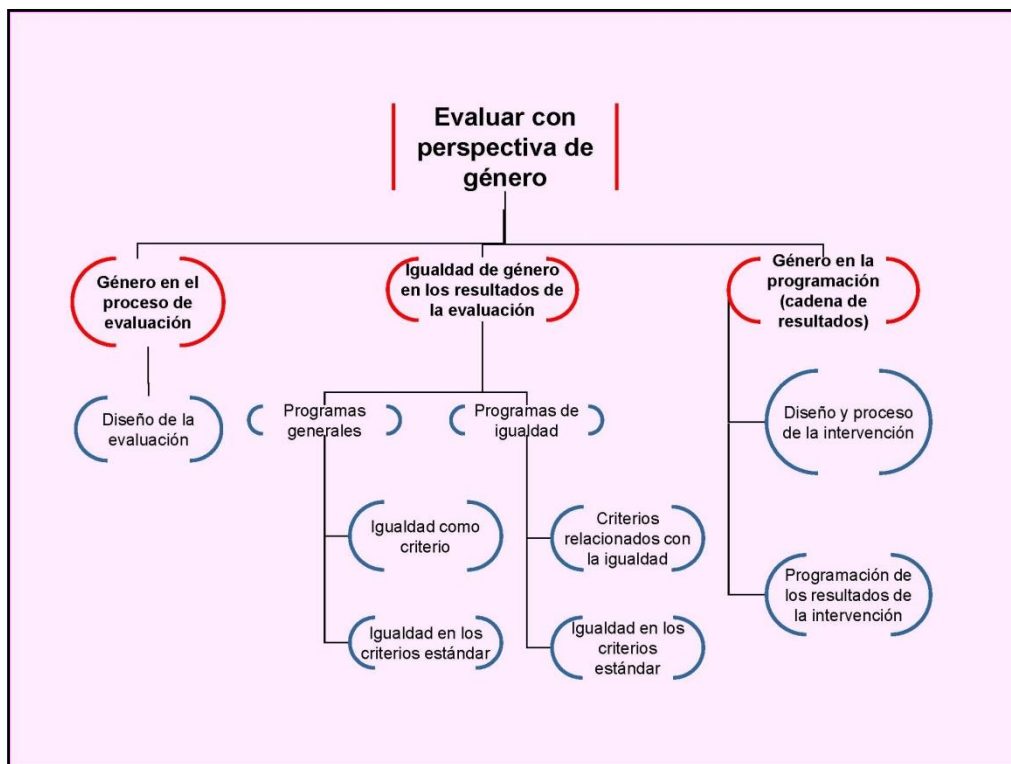 Evaluar con
perspectiva de
género
Género en el
proceso de
evaluación
Igualdad de género
en los resultados de
la evaluación
Género en la
programación
(cadena de
resultados)
Diseño de la
evaluación
Programas
generales
Programas de
igualdad
Diseño y proceso
de la intervención
Igualdad como
criterio
Criterios
relacionados con
la igualdad
Programación de
los resultados de
la intervención
Igualdad en los
criterios estándar
Igualdad en los
criterios
estándar